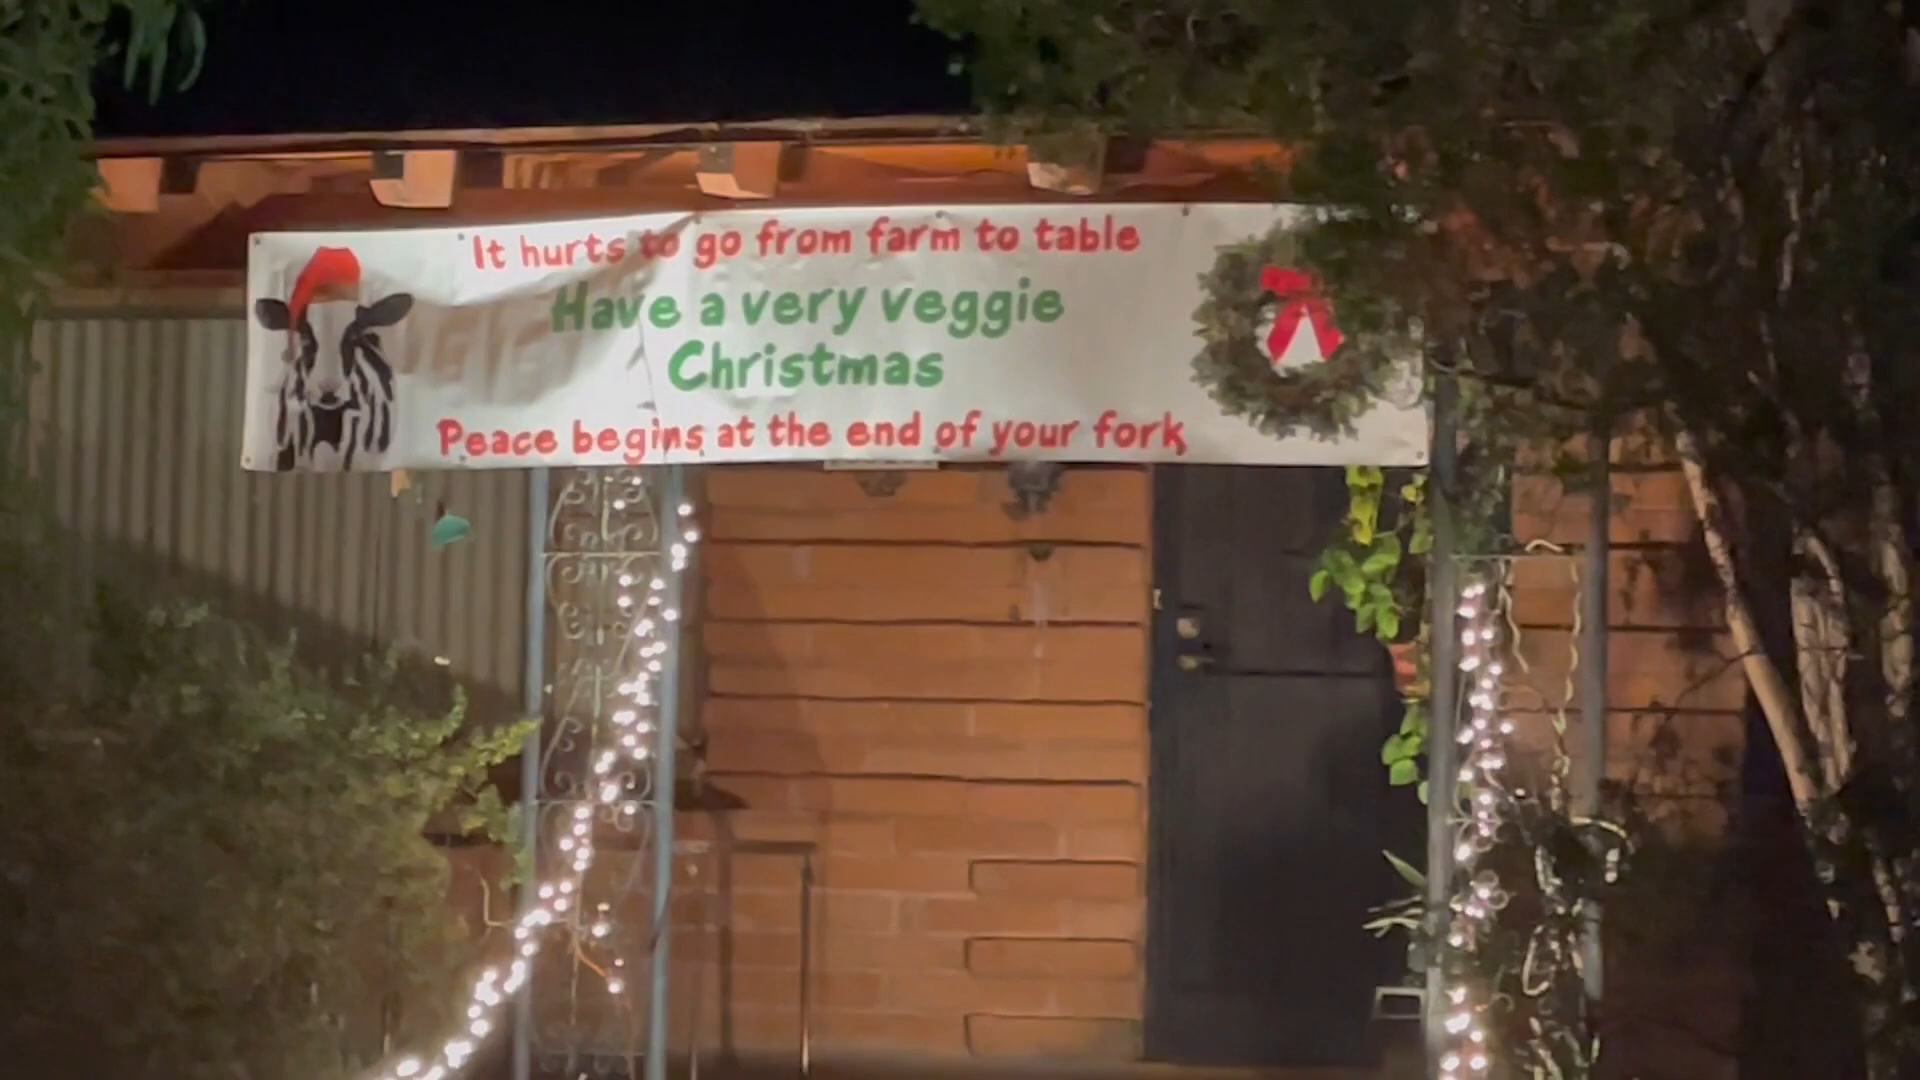 It hurts to go from farm to table
Have a very veggie
Christmas
Peace begins at the end of your fork